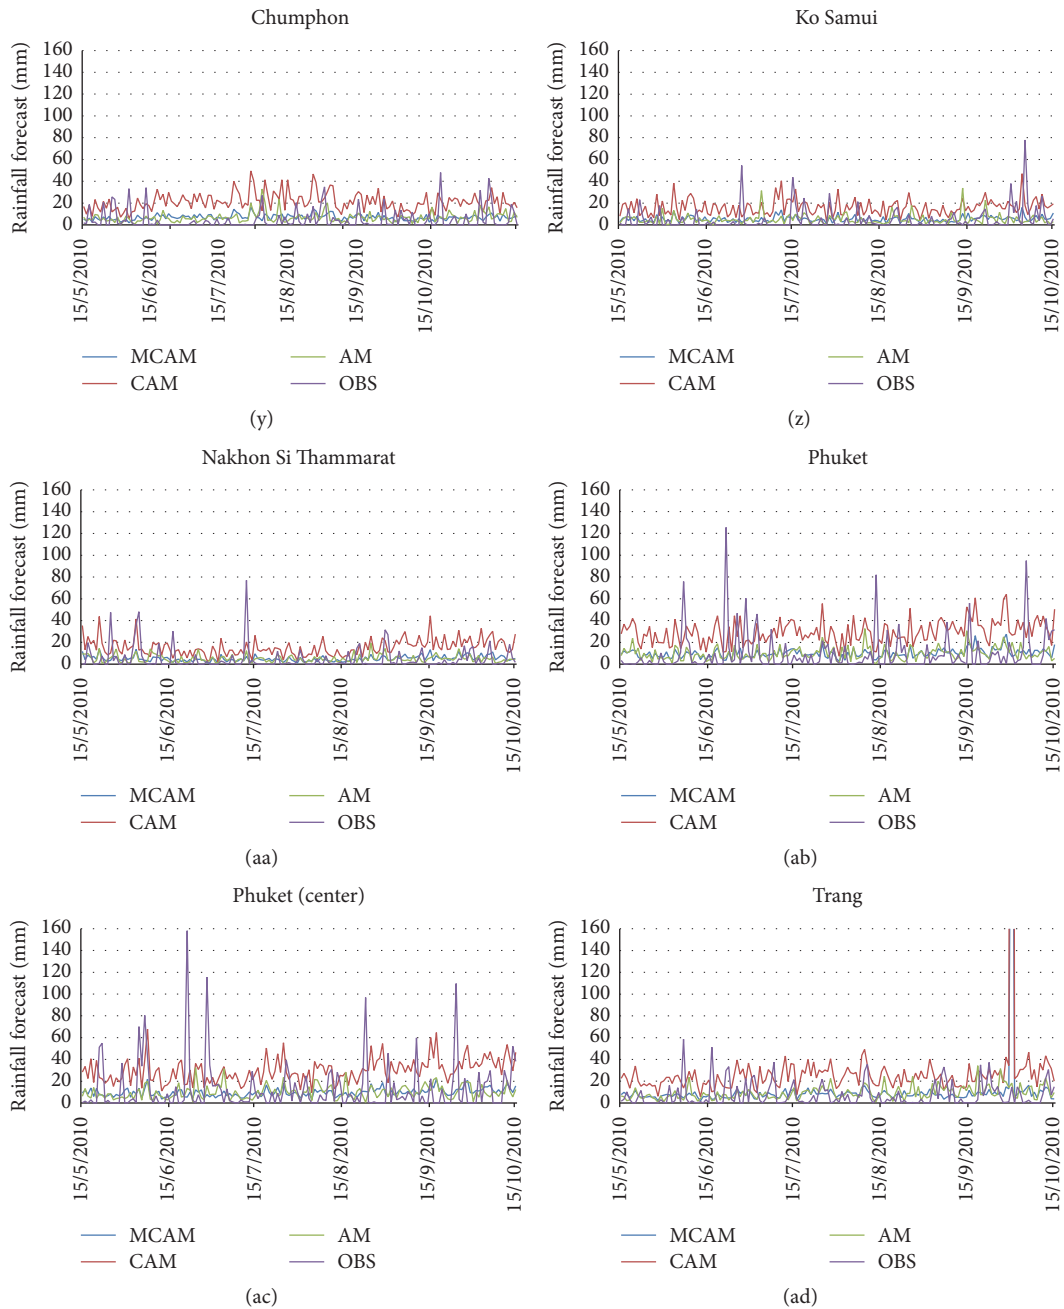 Chumphon
Rainfall forecast (mm)
160
140
120
100
80
60
40
20
0
15/5/2010
15/6/2010
15/7/2010
15/8/2010
15/9/2010
15/10/2010
MCAM
AM
CAM
OBS
(y)
Ko Samui
Rainfall forecast (mm)
160
140
120
100
80
60
40
20
0
15/5/2010
15/6/2010
15/7/2010
15/8/2010
15/9/2010
15/10/2010
MCAM
AM
CAM
OBS
(z)
Nakhon Si Thammarat
Rainfall forecast (mm)
160
140
120
100
80
60
40
20
0
15/5/2010
15/6/2010
15/7/2010
15/8/2010
15/9/2010
15/10/2010
MCAM
AM
CAM
OBS
(aa)
Phuket
Rainfall forecast (mm)
160
140
120
100
80
60
40
20
0
15/5/2010
15/6/2010
15/7/2010
15/8/2010
15/9/2010
15/10/2010
MCAM
AM
CAM
OBS
(ab)
Phuket (center)
Rainfall forecast (mm)
160
140
120
100
80
60
40
20
0
15/5/2010
15/6/2010
15/7/2010
15/8/2010
15/9/2010
15/10/2010
MCAM
AM
CAM
OBS
(ac)
Trang
Rainfall forecast (mm)
160
140
120
100
80
60
40
20
0
15/5/2010
15/6/2010
15/7/2010
15/8/2010
15/9/2010
15/10/2010
MCAM
AM
CAM
OBS
(ad)